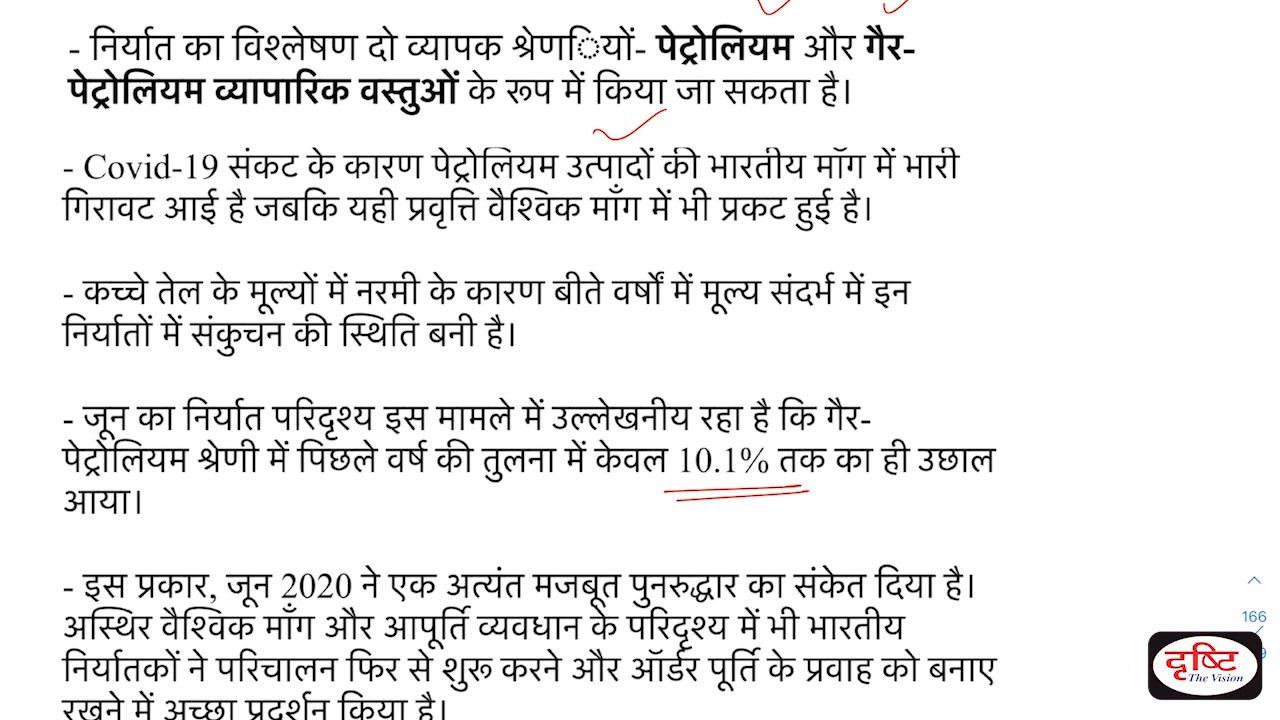 - निर्यात का विश्लेषण दो व्यापक श्रेणियों- पेट्रोलियम और गैर-
पेट्रोलियम व्यापारिक वस्तुओं के रूप में किया जा सकता है।
- Covid-19 संकट के कारण पेट्रोलियम उत्पादों की भारतीय माँग में भारी
गिरावट आई है जबकि यही प्रवृत्ति वैश्विक माँग में भी प्रकट हुई है।
- कच्चे तेल के मूल्यों में नरमी के कारण बीते वर्षों में मूल्य संदर्भ में इन
निर्यातों में संकुचन की स्थिति बनी है।
- जून का निर्यात परिदृश्य इस मामले में उल्लेखनीय रहा है कि गैर-
पेट्रोलियम श्रेणी में पिछले वर्ष की तुलना में केवल 10.1% तक का ही उछाल
आया।
- इस प्रकार, जून 2020 ने एक अत्यंत मजबूत पुनरुद्धार का संकेत दिया है।
अस्थिर वैश्विक माँग और आपूर्ति व्यवधान के परिदृश्य में भी भारतीय
निर्यातकों ने परिचालन फिर से शुरू करने और ऑर्डर पूर्ति के प्रवाह को बनाए
रखने में अच्छा प्रदर्शन किया है।
166
दृष्टि
The Vision